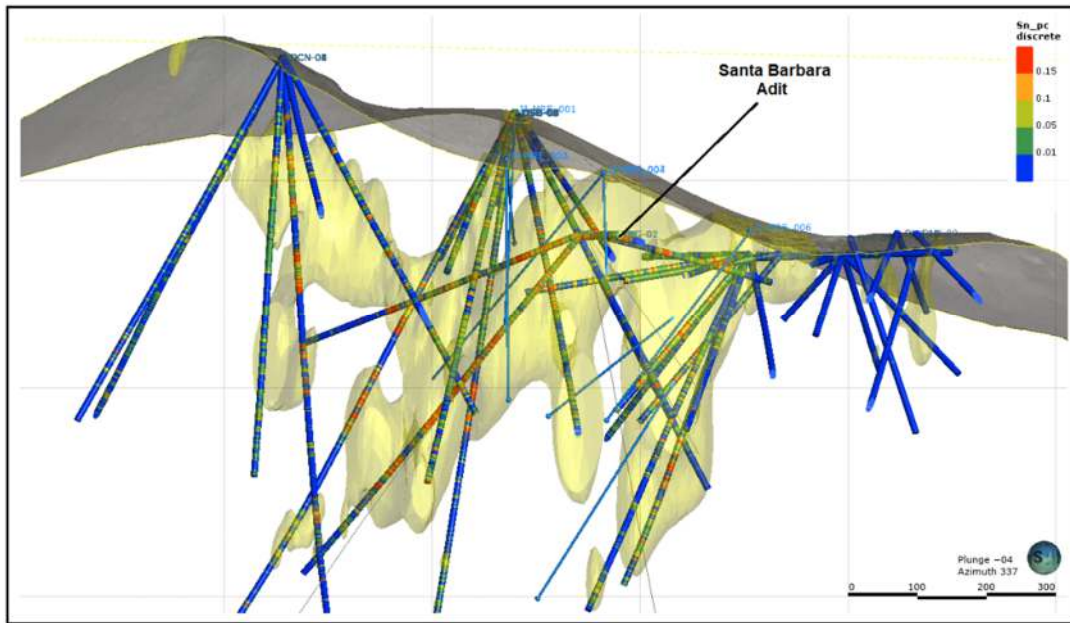 Sn_pc
discrete
0.15
0.1
0.05
0.01
Santa Barbara
Adit
Plunge −04
Azimuth 337
0 100 200 300